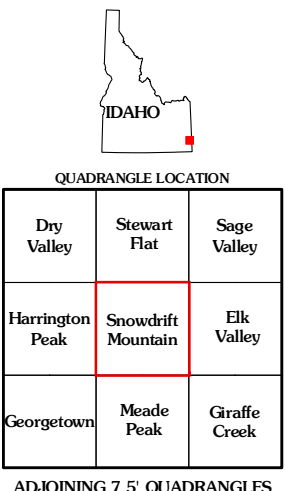 IDAHO
QUADRANGLE LOCATION
Dry Valley
Stewart Flat
Sage Valley
Harrington Peak
Snowdrift Mountain
Elk Valley
Georgetown
Meade Peak
Giraffe Creek
ADJOINING 7.5' QUADRANGLES